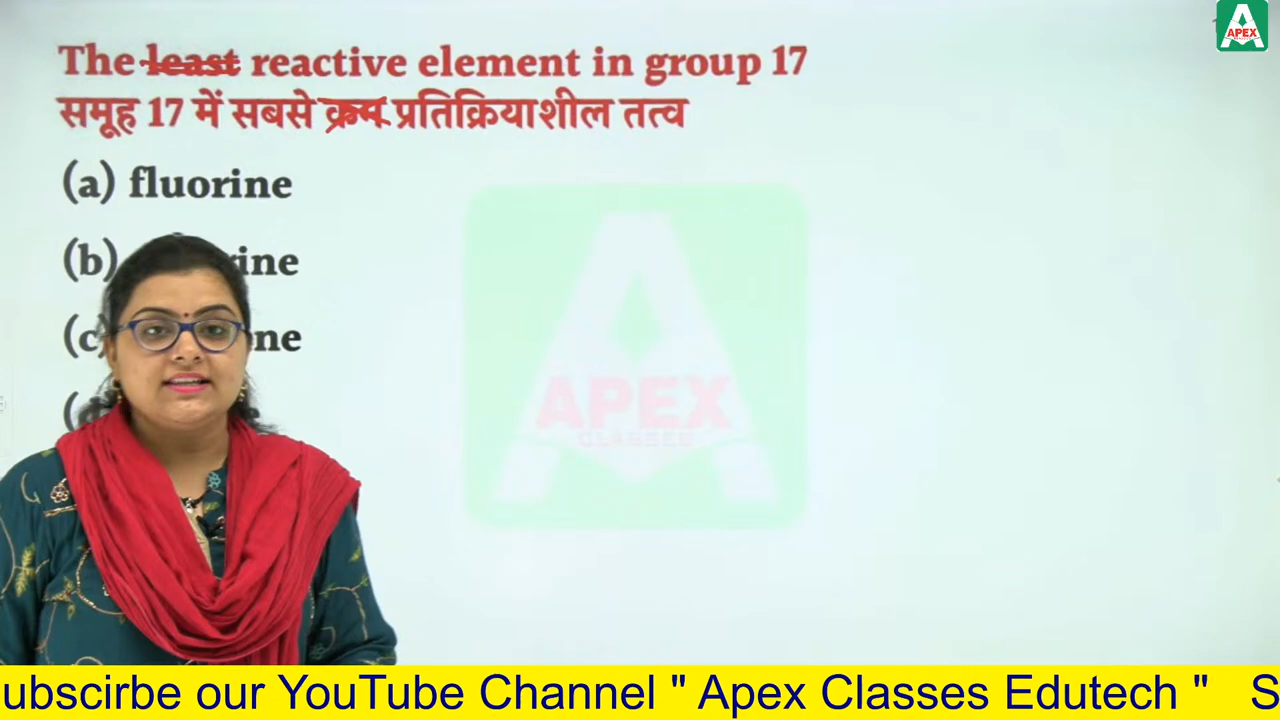 The least reactive element in group 17
समूह 17 में सबसे कम प्रतिक्रियाशील तत्व
(a) fluorine
(b)
(c)
APEX
CLASSES
APEX
ubscirbe our YouTube Channel " Apex Classes Edutech " S